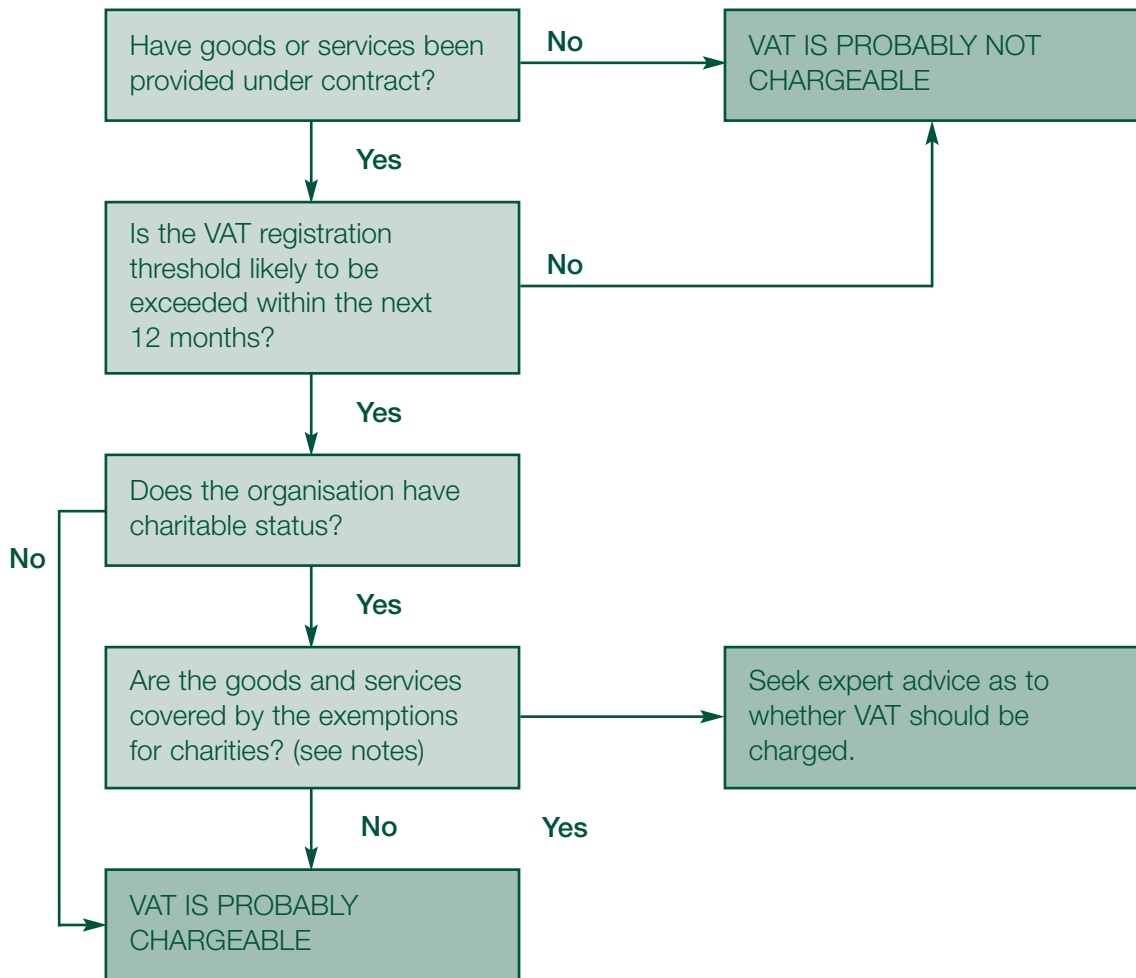 Have goods or services been
provided under contract?
No
VAT IS PROBABLY NOT
CHARGEABLE
Yes
Is the VAT registration
threshold likely to be
exceeded within the next
12 months?
No
Yes
Does the organisation have
charitable status?
No
Yes
Are the goods and services
covered by the exemptions
for charities? (see notes)
Seek expert advice as to
whether VAT should be
charged.
No
Yes
VAT IS PROBABLY
CHARGEABLE